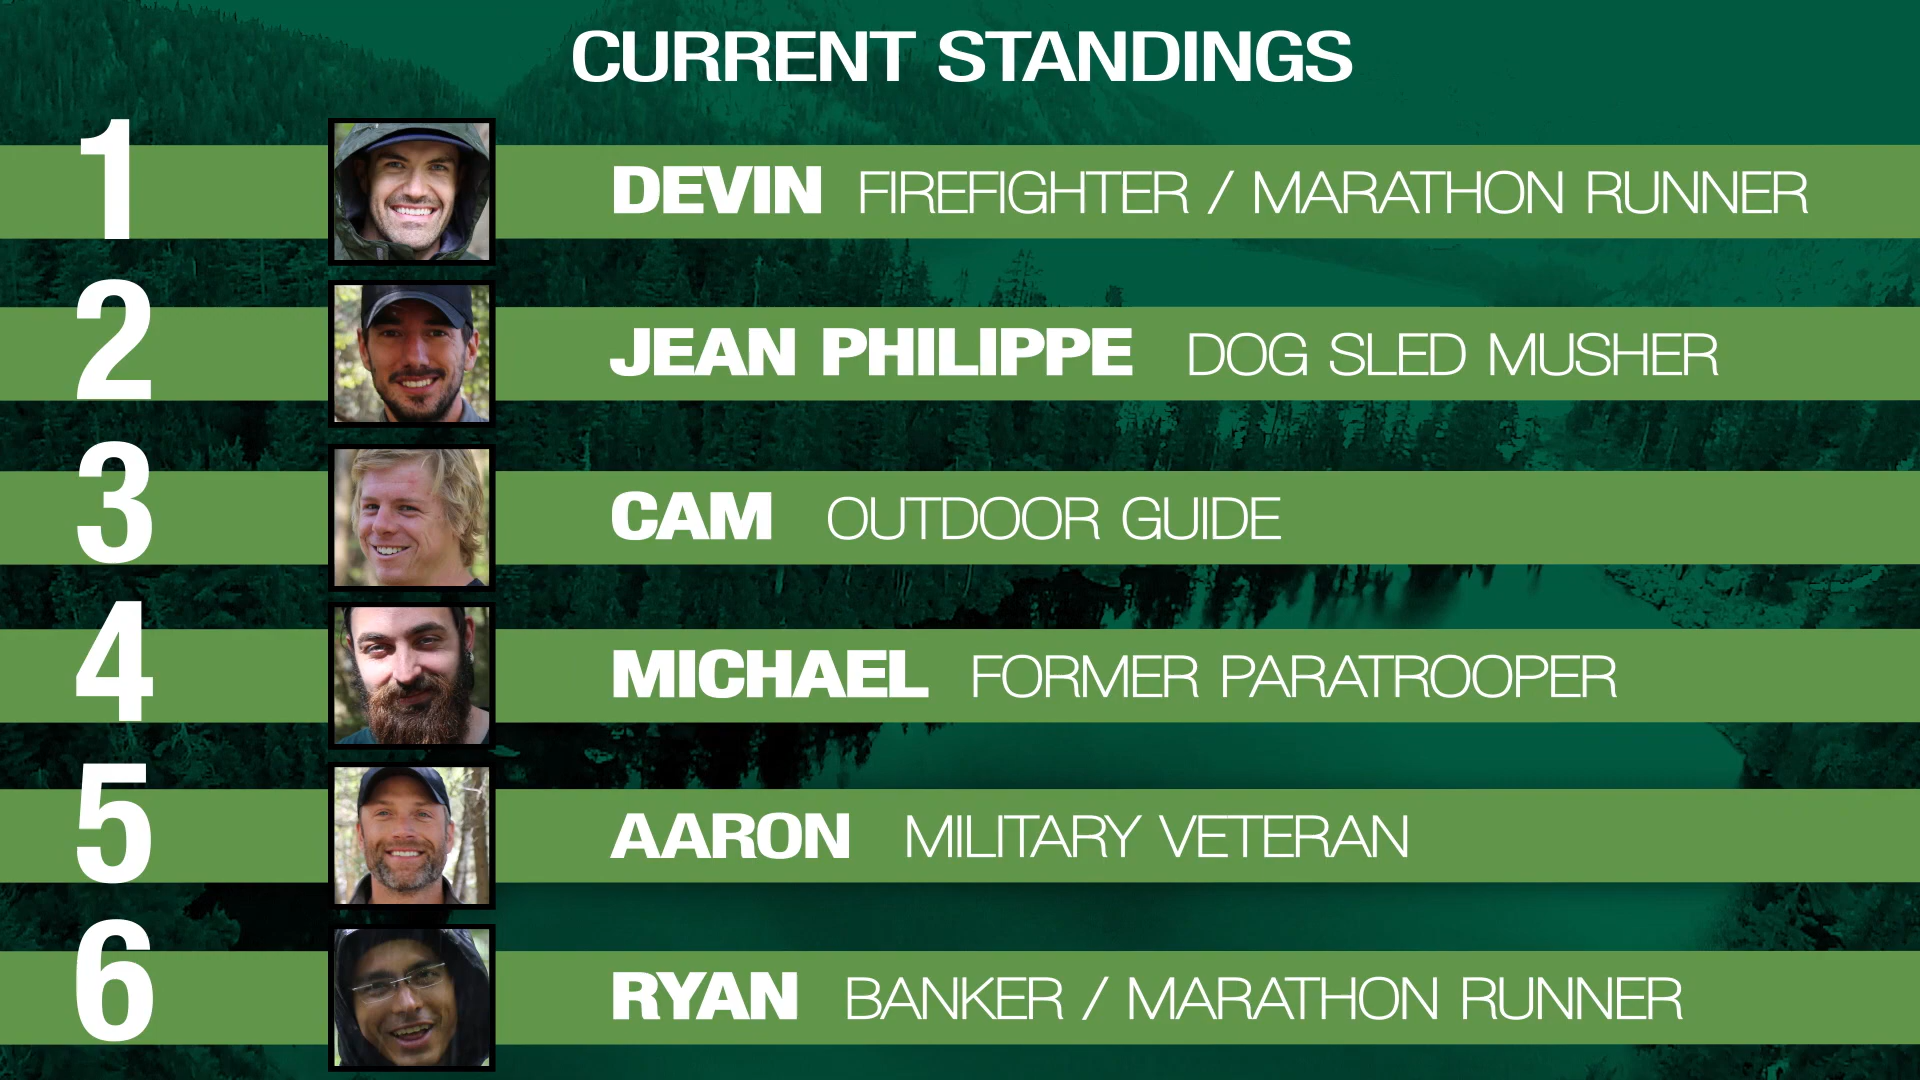 CURRENT STANDINGS
1 DEVIN FIREFIGHTER / MARATHON RUNNER
2 JEAN PHILIPPE DOG SLED MUSHER
3 CAM OUTDOOR GUIDE
4 MICHAEL FORMER PARATROOPER
5 AARON MILITARY VETERAN
6 RYAN BANKER / MARATHON RUNNER